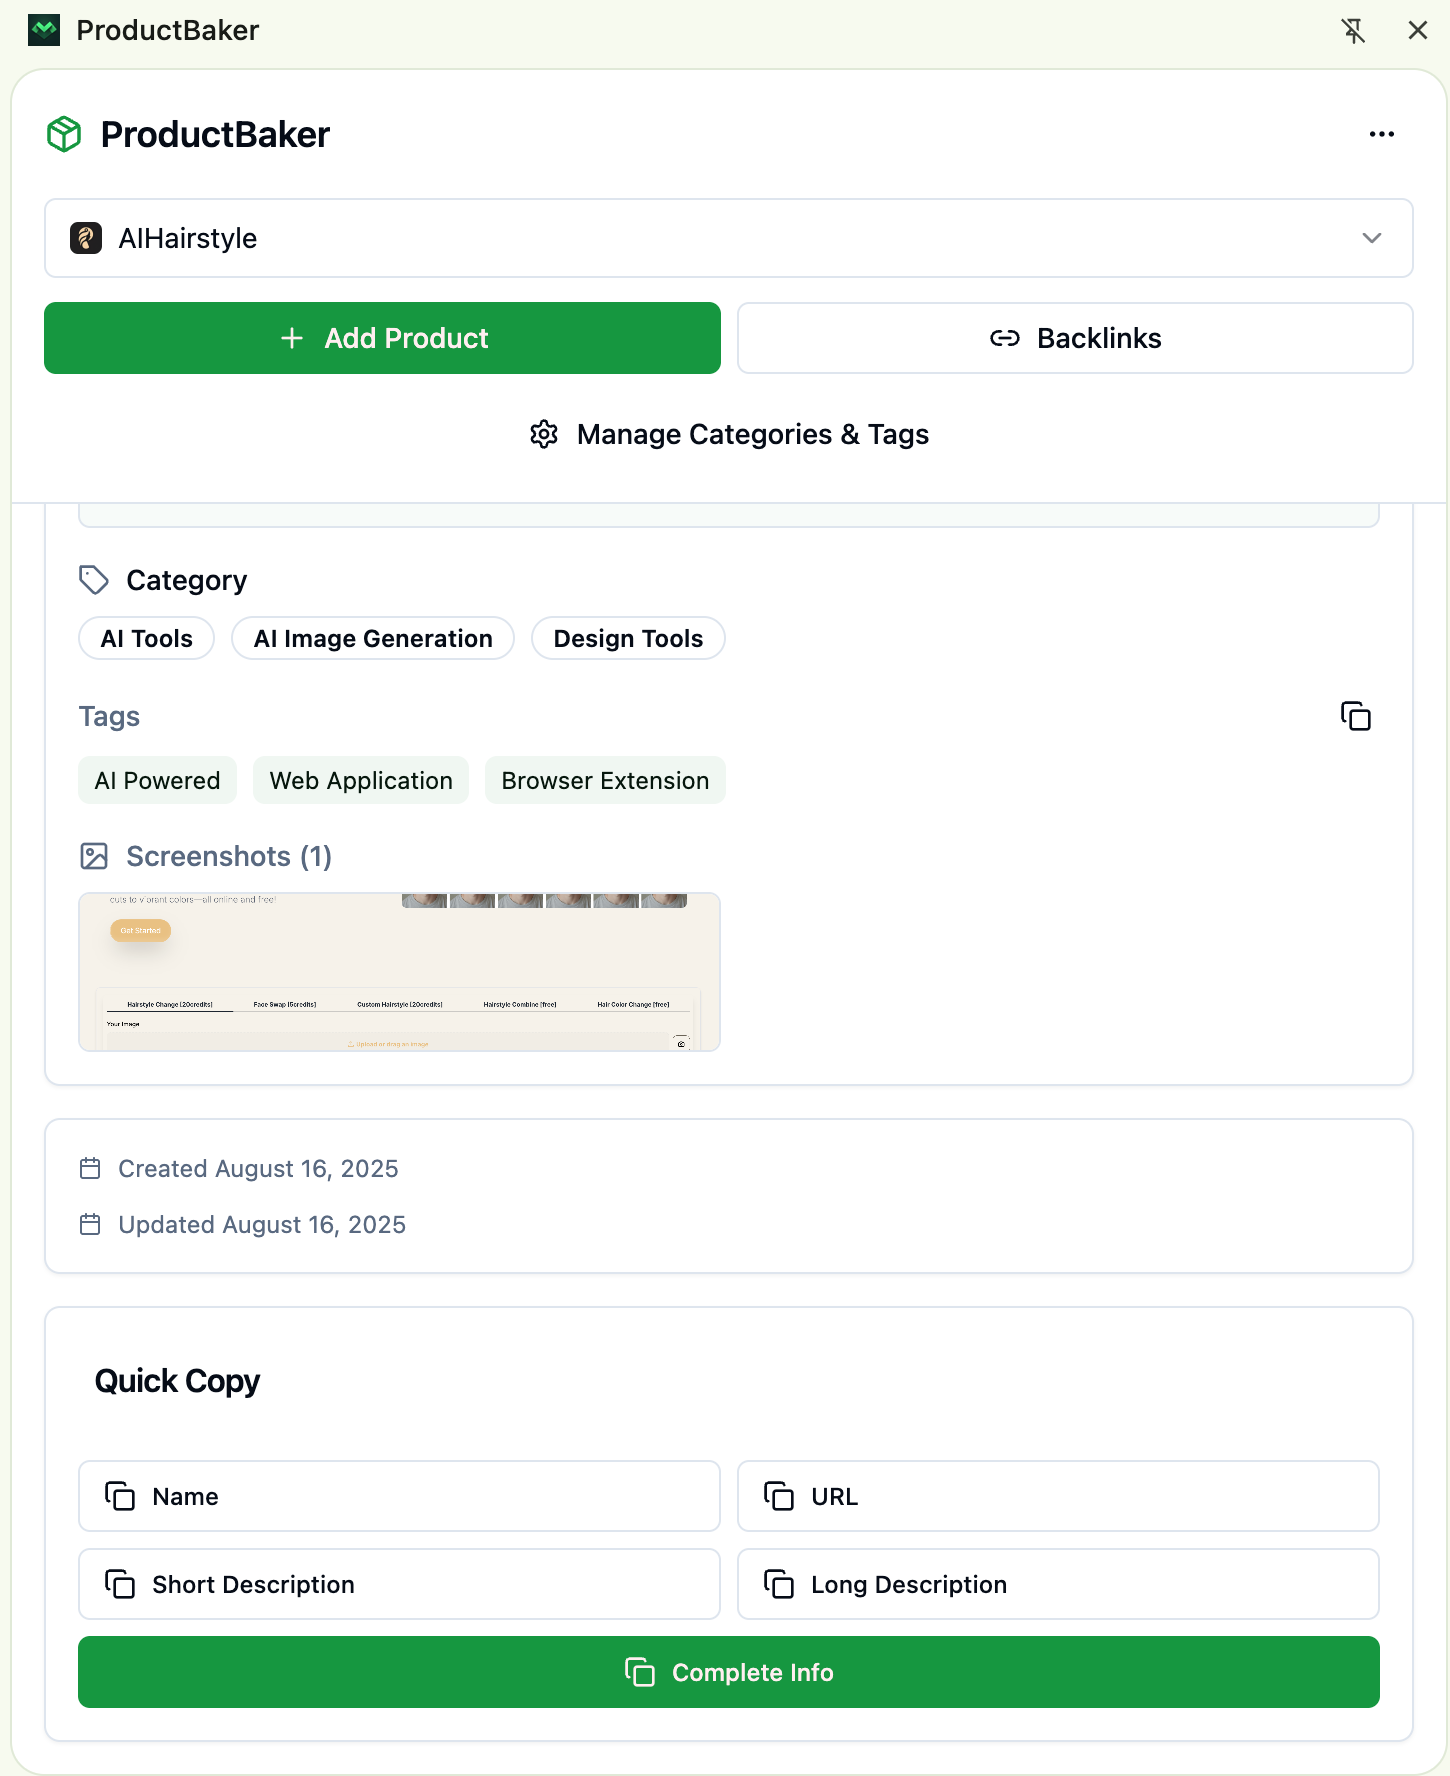 ProductBaker
ProductBaker
AIHairstyle
Add Product
Backlinks
Manage Categories & Tags
Category
AI Tools
AI Image Generation
Design Tools
Tags
AI Powered
Web Application
Browser Extension
Screenshots (1)
cuts to vibrant colors—all online and free!
Get Started
Hairstyle Change [20credits]
Face Swap [5credits]
Custom Hairstyle [20credits]
Hairstyle Combine [free]
Hair Color Change [free]
Your Image
Upload or drag an image
Created August 16, 2025
Updated August 16, 2025
Quick Copy
Name
URL
Short Description
Long Description
Complete Info